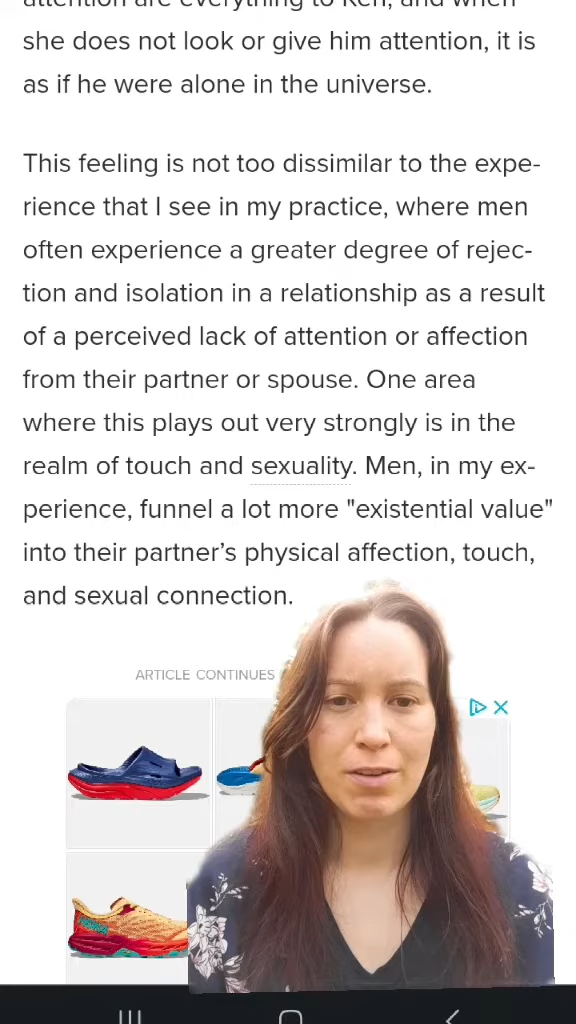 she does not look or give him attention, it is
as if he were alone in the universe.
This feeling is not too dissimilar to the expe-
rience that I see in my practice, where men
often experience a greater degree of rejec-
tion and isolation in a relationship as a result
of a perceived lack of attention or affection
from their partner or spouse. One area
where this plays out very strongly is in the
realm of touch and sexuality. Men, in my ex-
perience, funnel a lot more "existential value"
into their partner’s physical affection, touch,
and sexual connection.
ARTICLE CONTINUES